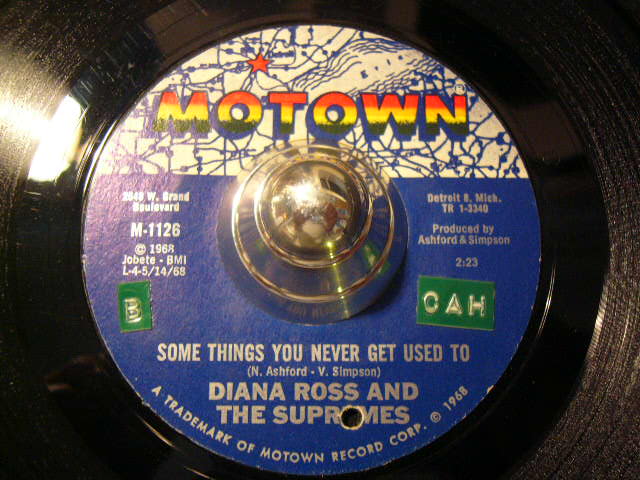 MOTOWN®
2648 W. Grand
Boulevard
M-1126
© 1968
Jobete - BMI
L-4-5/14/68
Detroit 8, Mich.
TR 1-3340
Produced by
Ashford & Simpson
2:23
B
CAH
SOME THINGS YOU NEVER GET USED TO
(N. Ashford - V. Simpson)
DIANA ROSS AND
THE SUPREMES
A TRADEMARK OF MOTOWN RECORD CORP. © 1968